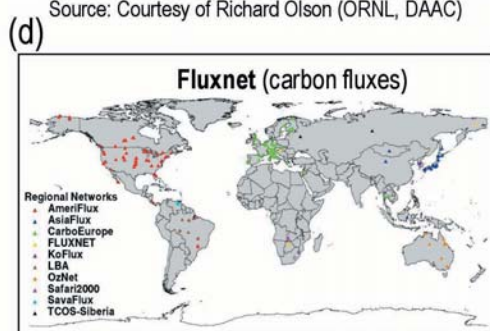 Source: Courtesy of Richard Olson (ORNL, DAAC)
(d)
Fluxnet (carbon fluxes)
Regional Networks
AmeriFlux
AsiaFlux
CarboEurope
FLUXNET
KoFlux
LBA
OzNet
Safari2000
SavaFlux
TCOS-Siberia